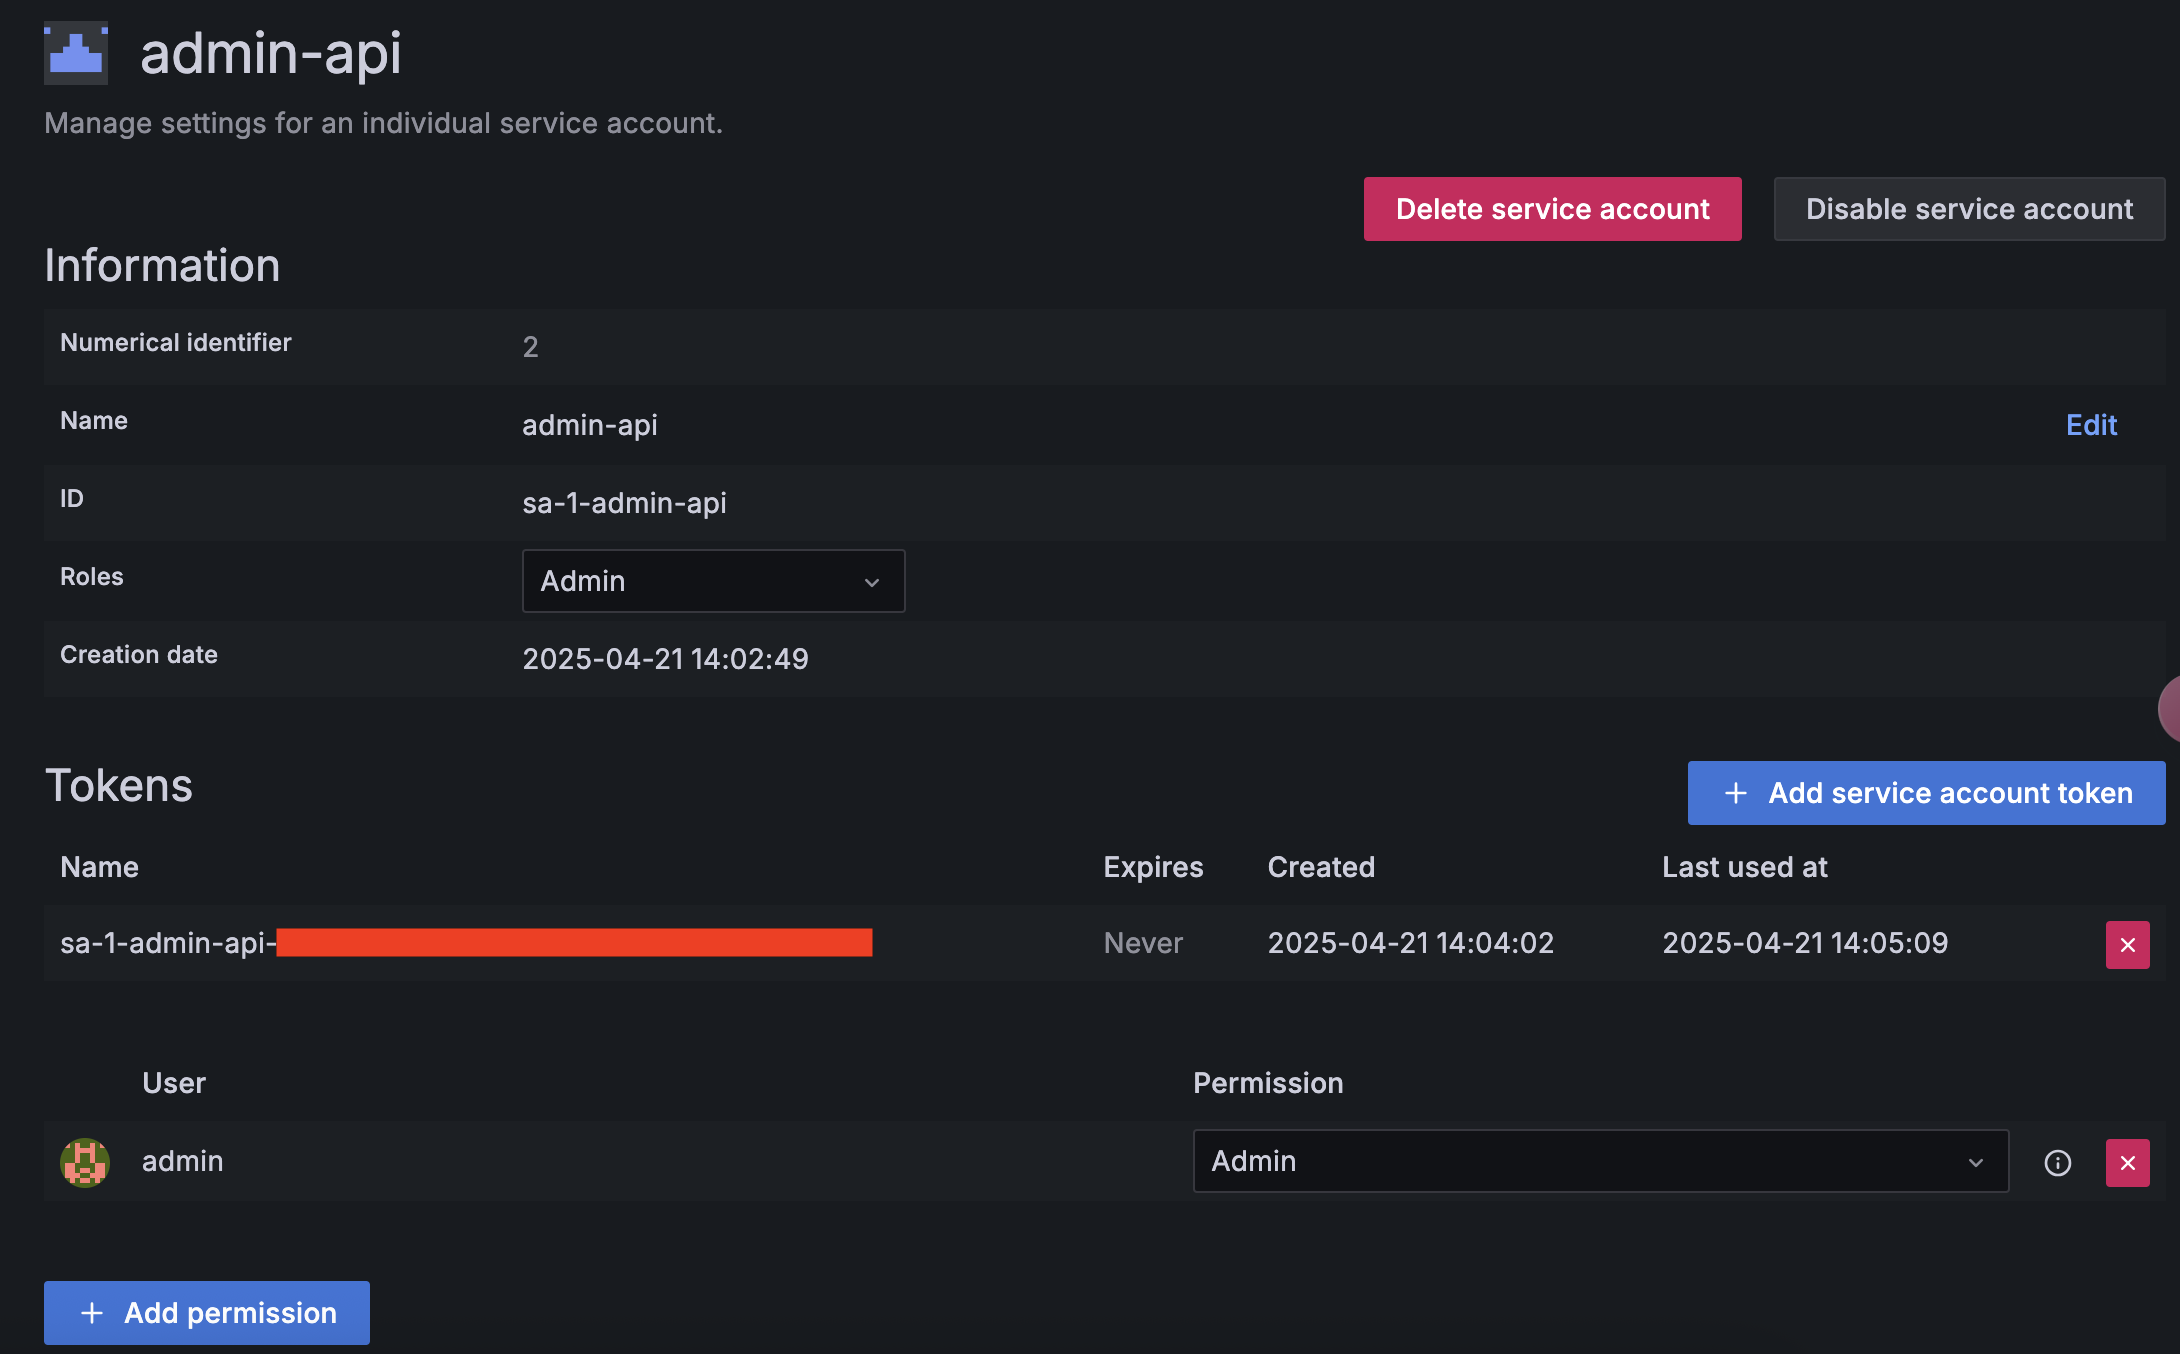 admin-api
Manage settings for an individual service account.
Delete service account Disable service account
Information
Numerical identifier 2
Name admin-api Edit
ID sa-1-admin-api
Roles Admin
Creation date 2025-04-21 14:02:49
Tokens
+ Add service account token
Name Expires Created Last used at
sa-1-admin-api- Never 2025-04-21 14:04:02 2025-04-21 14:05:09
User Permission
admin Admin
+ Add permission